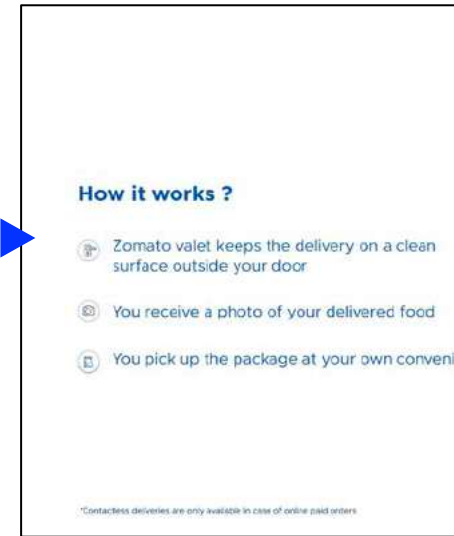 How it works ?
Zomato valet keeps the delivery on a clean
surface outside your door
You receive a photo of your delivered food
You pick up the package at your own conveni
*Contactless deliveries are only available in case of online paid orders